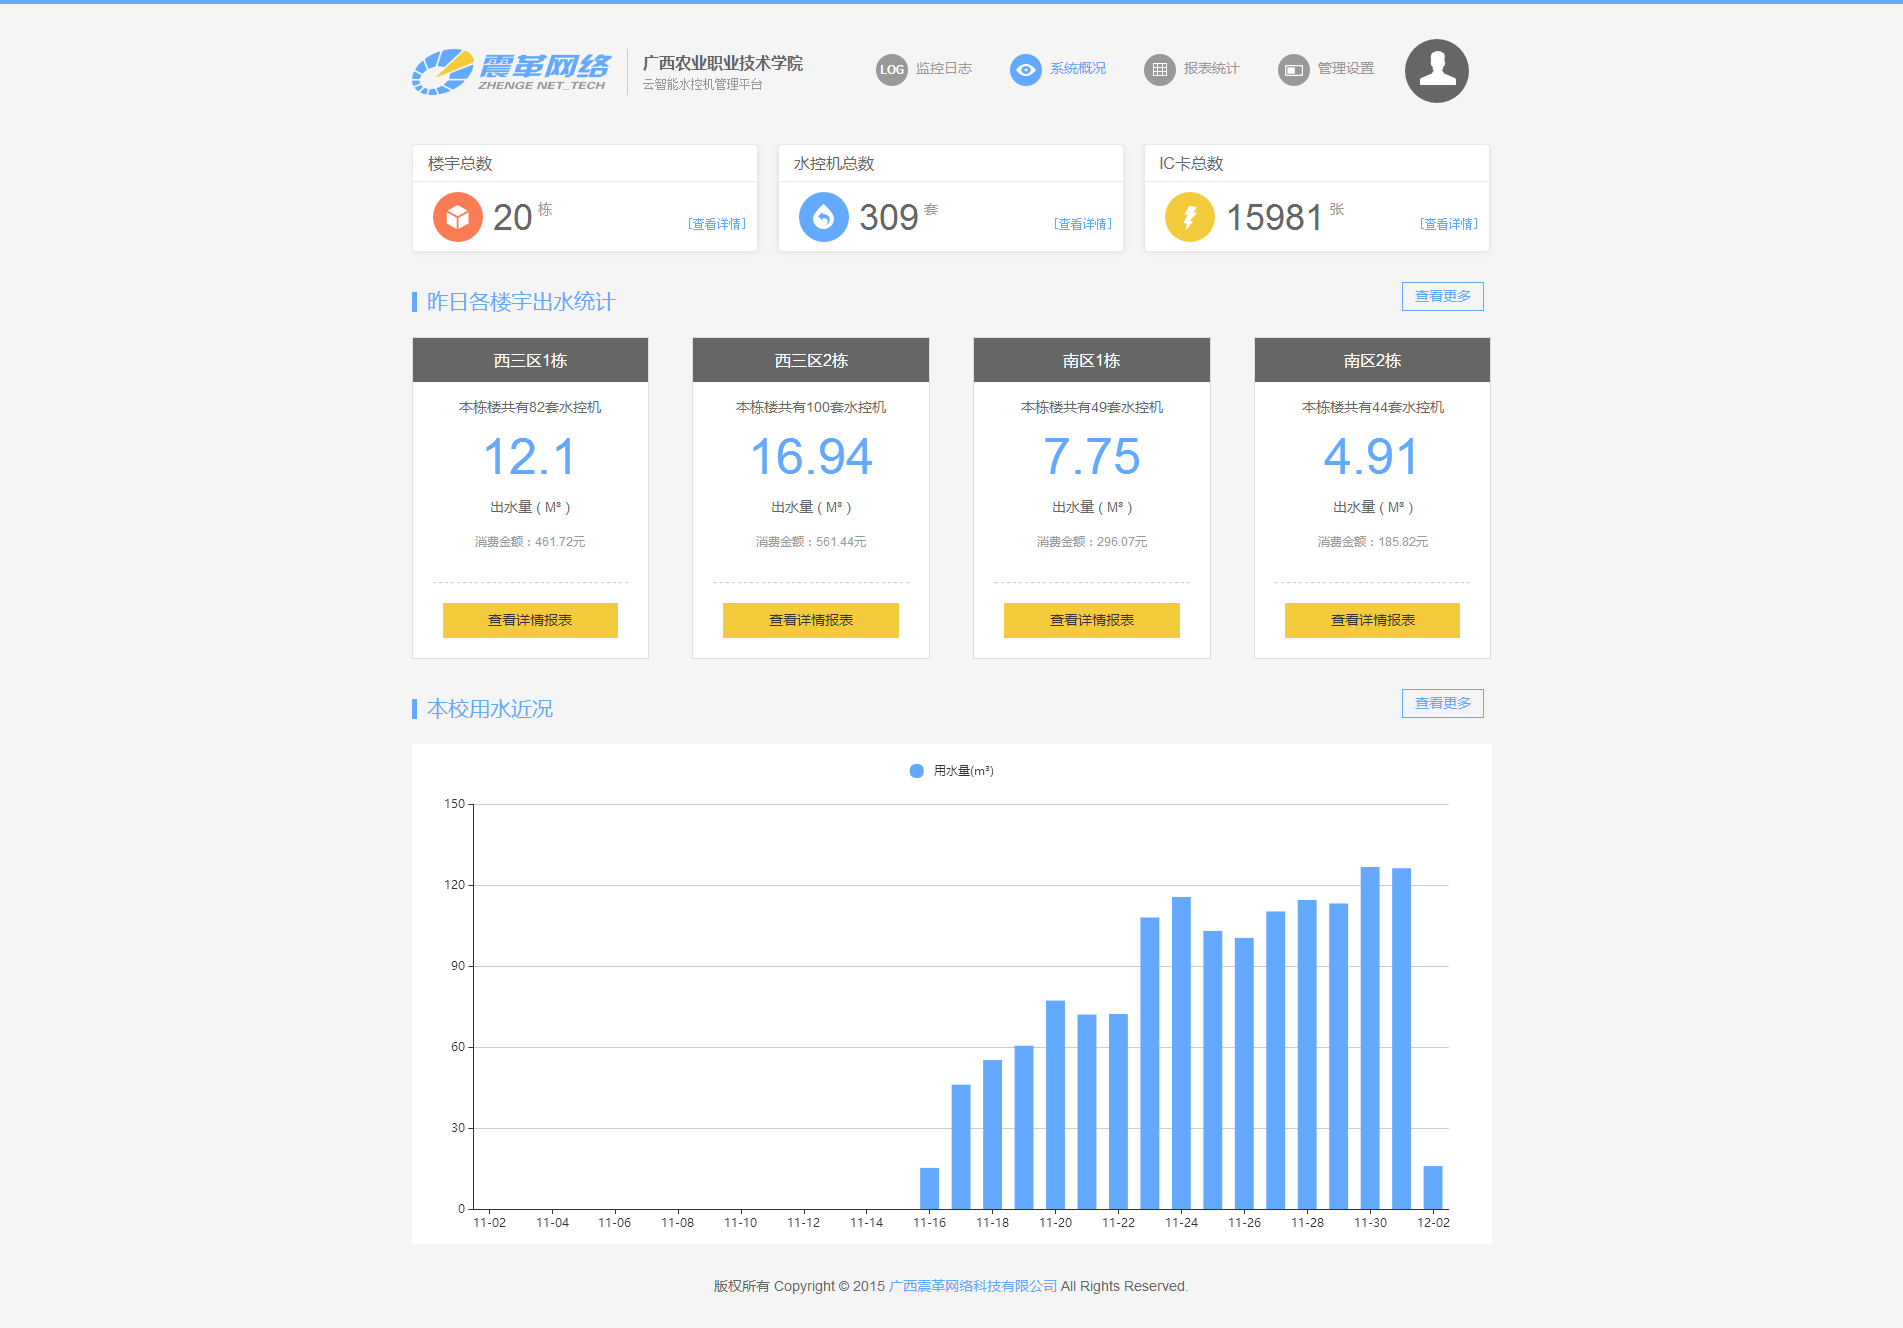 震革网络
ZHENGE NET_TECH
广西农业职业技术学院
云智能水控机管理平台
LOG 监控日志
系统概况
报表统计
管理设置
楼宇总数
20 栋
[查看详情]
水控机总数
309 套
[查看详情]
IC卡总数
15981 张
[查看详情]
昨日各楼宇出水统计
查看更多
西三区1栋
本栋楼共有82套水控机
12.1
出水量 ( M³ )
消费金额：461.72元
查看详情报表
西三区2栋
本栋楼共有100套水控机
16.94
出水量 ( M³ )
消费金额：561.44元
查看详情报表
南区1栋
本栋楼共有49套水控机
7.75
出水量 ( M³ )
消费金额：296.07元
查看详情报表
南区2栋
本栋楼共有44套水控机
4.91
出水量 ( M³ )
消费金额：185.82元
查看详情报表
本校用水近况
查看更多
用水量(m³)
150
120
90
60
30
0
11-02 11-04 11-06 11-08 11-10 11-12 11-14 11-16 11-18 11-20 11-22 11-24 11-26 11-28 11-30 12-02
版权所有 Copyright © 2015 广西震革网络科技有限公司 All Rights Reserved.